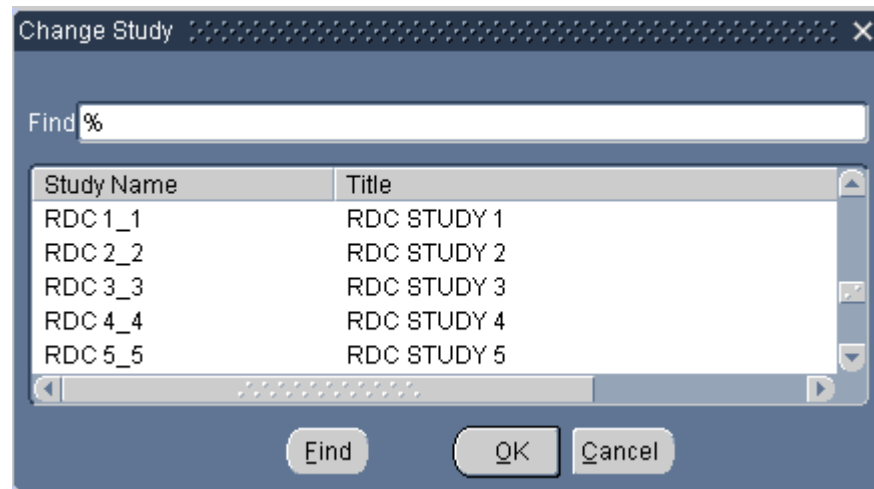 Change Study
Find %
Study Name Title
RDC 1_1 RDC STUDY 1
RDC 2_2 RDC STUDY 2
RDC 3_3 RDC STUDY 3
RDC 4_4 RDC STUDY 4
RDC 5_5 RDC STUDY 5
Find OK Cancel